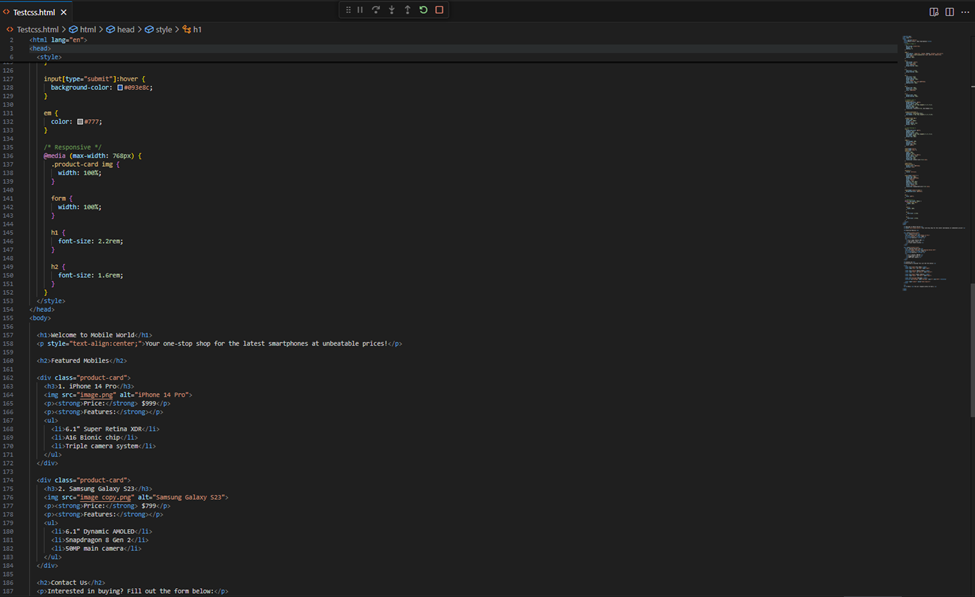 Testcss.html
Testcss.html > html > head > style > h1
2 <html lang="en">
3 <head>
6 <style>
126
127 input[type="submit"]:hover {
128 background-color: #093e8c;
129 }
130
131 em {
132 color: #777;
133 }
134
135 /* Responsive */
136 @media (max-width: 768px) {
137 .product-card img {
138 width: 100%;
139 }
140
141 form {
142 width: 100%;
143 }
144
145 h1 {
146 font-size: 2.2rem;
147 }
148
149 h2 {
150 font-size: 1.6rem;
151 }
152 }
153 </style>
154 </head>
155 <body>
156
157 <h1>Welcome to Mobile World</h1>
158 <p style="text-align:center;">Your one-stop shop for the latest smartphones at unbeatable prices!</p>
159
160 <h2>Featured Mobiles</h2>
161
162 <div class="product-card">
163 <h3>1. iPhone 14 Pro</h3>
164 <img src="image.png" alt="iPhone 14 Pro">
165 <p><strong>Price:</strong> $999</p>
166 <p><strong>Features:</strong></p>
167 <ul>
168 <li>6.1" Super Retina XDR</li>
169 <li>A16 Bionic chip</li>
170 <li>Triple camera system</li>
171 </ul>
172 </div>
173
174 <div class="product-card">
175 <h3>2. Samsung Galaxy S23</h3>
176 <img src="image copy.png" alt="Samsung Galaxy S23">
177 <p><strong>Price:</strong> $799</p>
178 <p><strong>Features:</strong></p>
179 <ul>
180 <li>6.1" Dynamic AMOLED</li>
181 <li>Snapdragon 8 Gen 2</li>
182 <li>50MP main camera</li>
183 </ul>
184 </div>
185
186 <h2>Contact Us</h2>
187 <p>Interested in buying? Fill out the form below:</p>